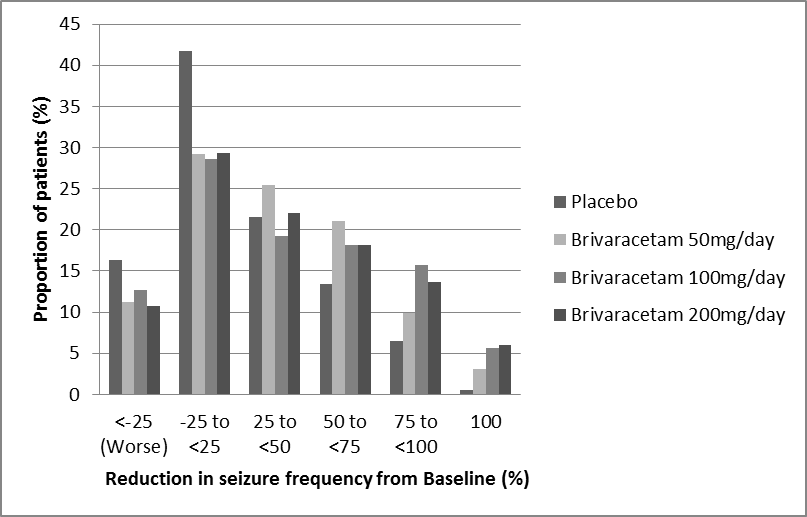 45
40
35
30
25
20
15
10
5
0
Proportion of patients (%)
<-25 -25 to 25 to 50 to 75 to 100
(Worse) <25 <50 <75 <100
Reduction in seizure frequency from Baseline (%)
Placebo
Brivaracetam 50mg/day
Brivaracetam 100mg/day
Brivaracetam 200mg/day